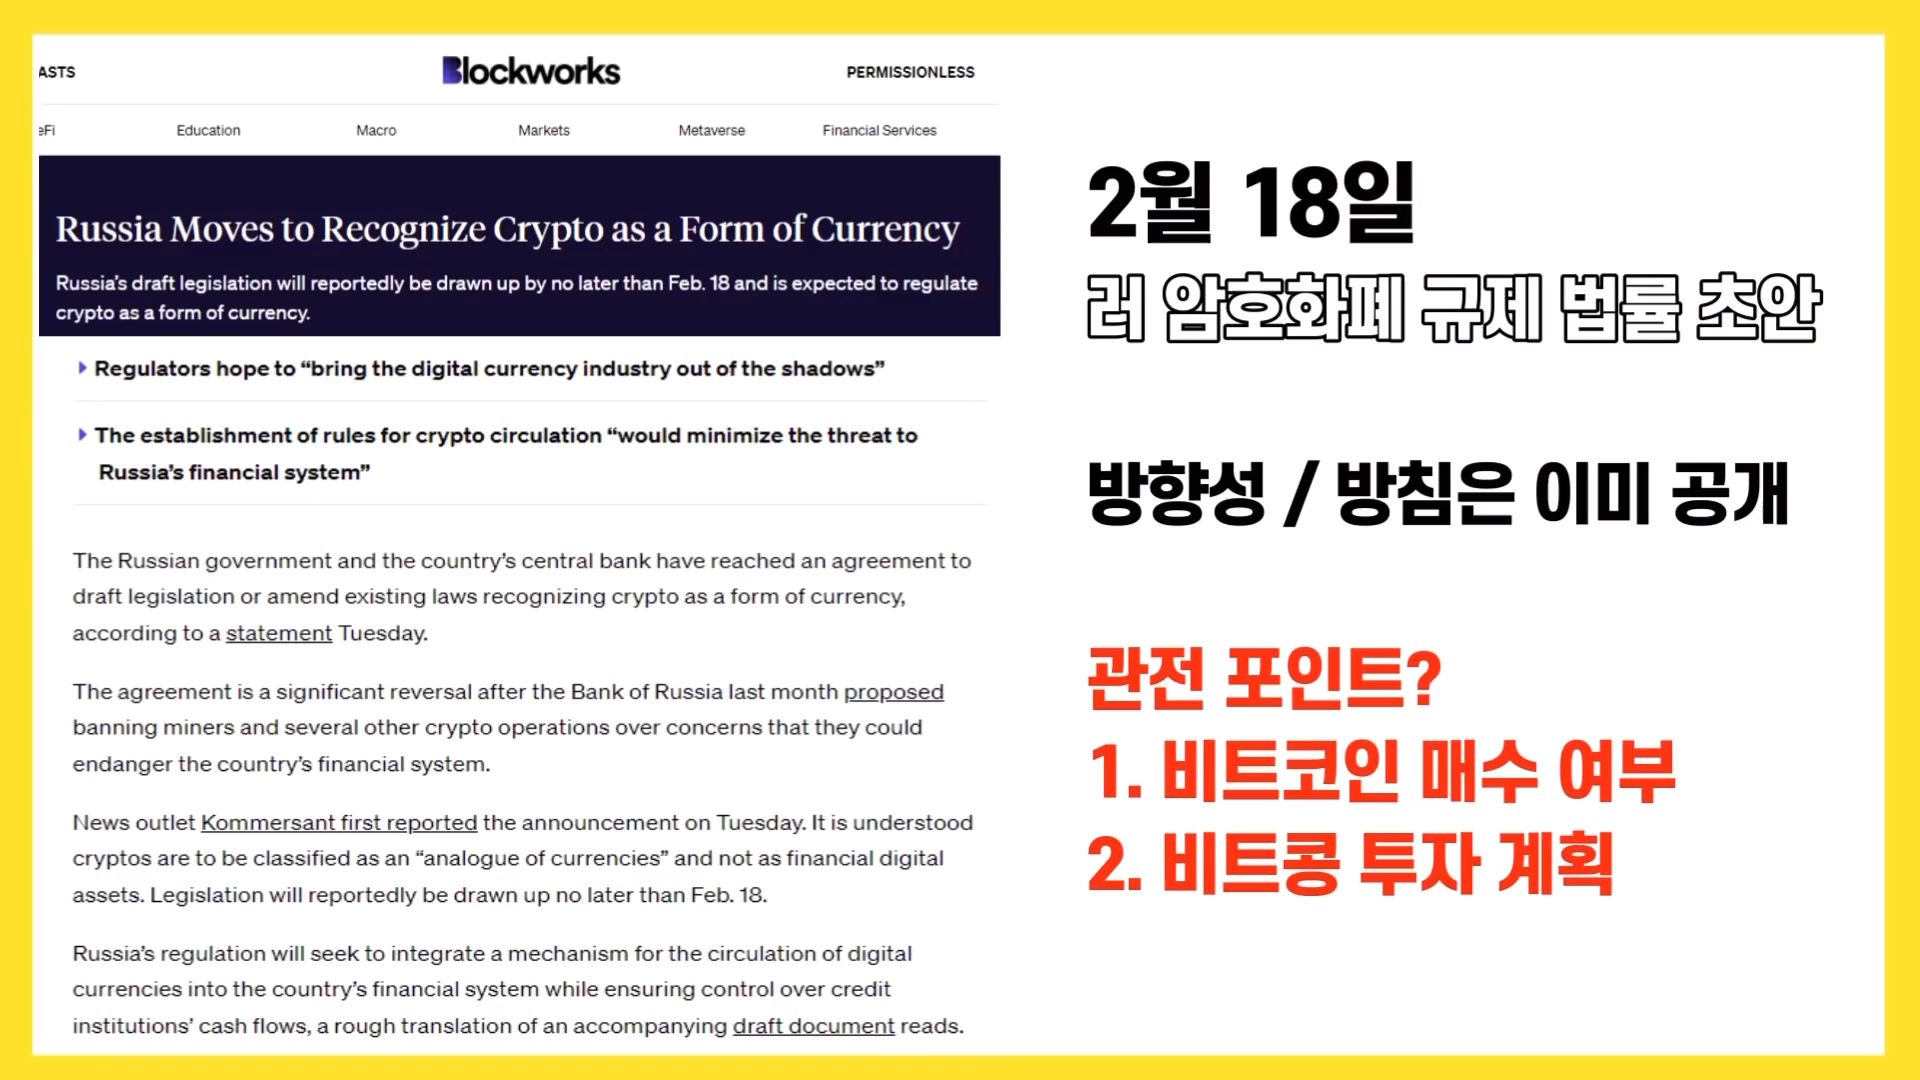 ASTS
Blockworks
PERMISSIONLESS
eFi
Education
Macro
Markets
Metaverse
Financial Services
Russia Moves to Recognize Crypto as a Form of Currency
Russia's draft legislation will reportedly be drawn up by no later than Feb. 18 and is expected to regulate
crypto as a form of currency.
Regulators hope to “bring the digital currency industry out of the shadows”
The establishment of rules for crypto circulation “would minimize the threat to
Russia's financial system”
The Russian government and the country's central bank have reached an agreement to
draft legislation or amend existing laws recognizing crypto as a form of currency,
according to a statement Tuesday.
The agreement is a significant reversal after the Bank of Russia last month proposed
banning miners and several other crypto operations over concerns that they could
endanger the country's financial system.
News outlet Kommersant first reported the announcement on Tuesday. It is understood
cryptos are to be classified as an “analogue of currencies” and not as financial digital
assets. Legislation will reportedly be drawn up no later than Feb. 18.
Russia's regulation will seek to integrate a mechanism for the circulation of digital
currencies into the country's financial system while ensuring control over credit
institutions' cash flows, a rough translation of an accompanying draft document reads.
2월 18일
러 암호화폐 규제 법률 초안
방향성 / 방침은 이미 공개
관전 포인트?
1. 비트코인 매수 여부
2. 비트콩 투자 계획